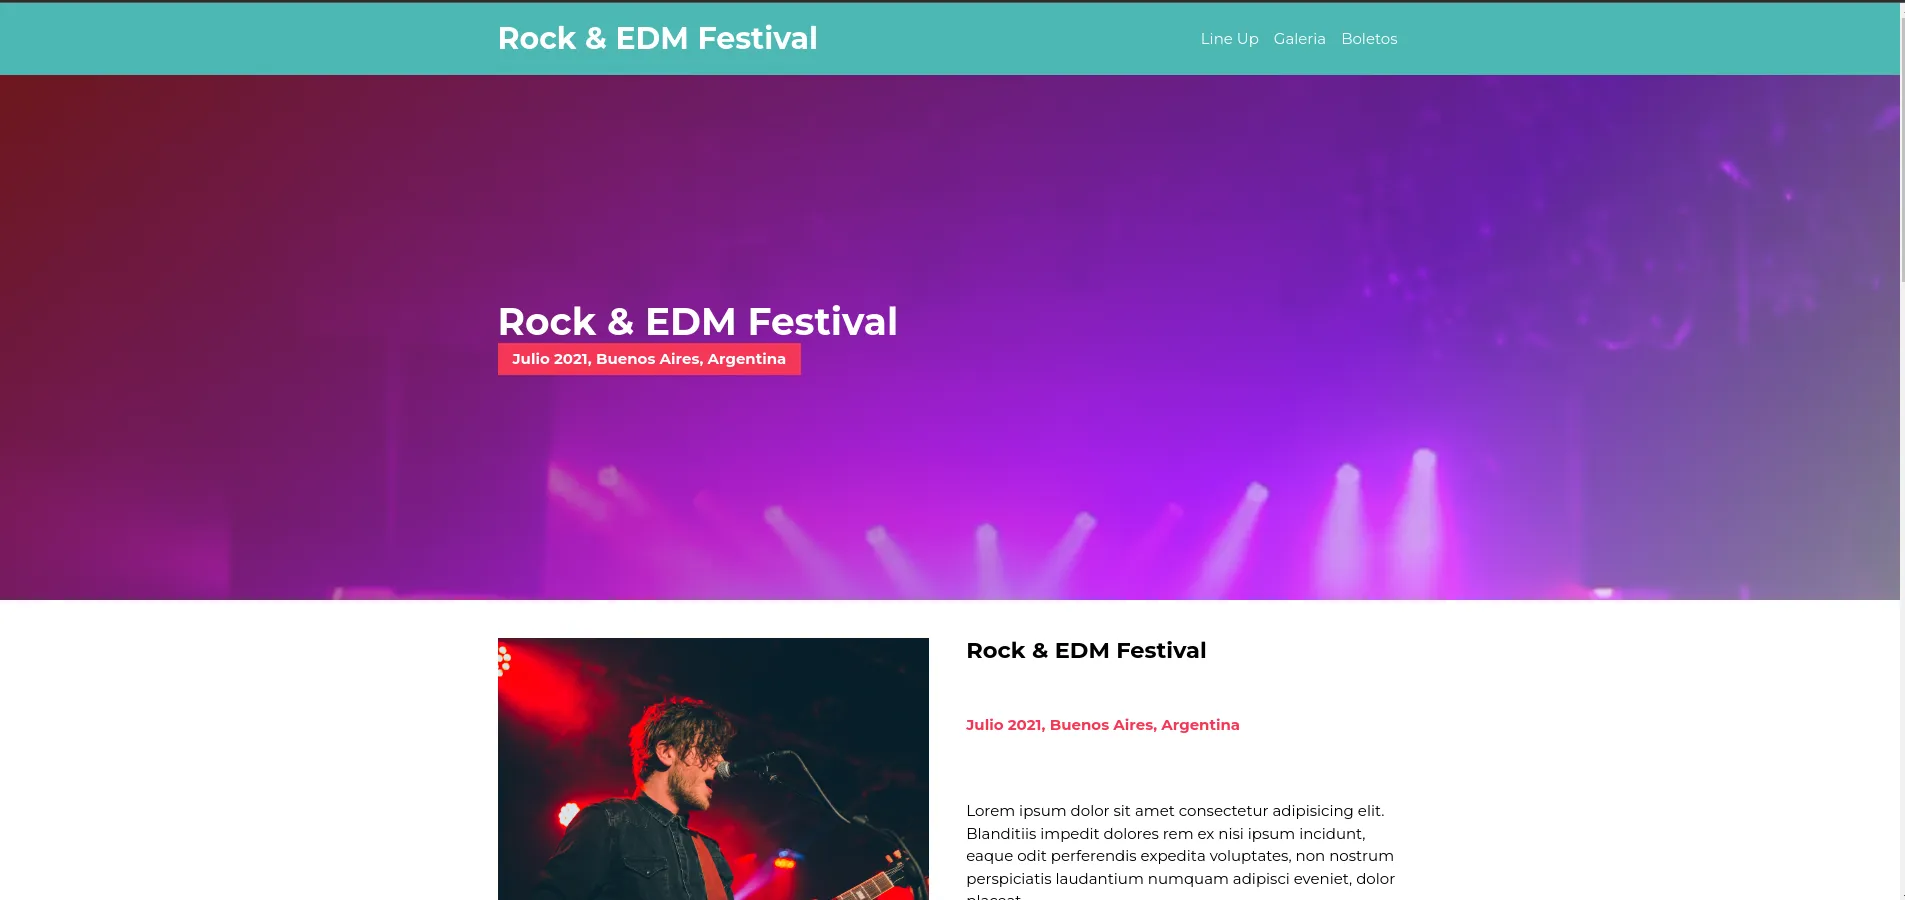 Rock & EDM Festival
Line Up Galeria Boletos
Rock & EDM Festival
Julio 2021, Buenos Aires, Argentina
Rock & EDM Festival
Julio 2021, Buenos Aires, Argentina
Lorem ipsum dolor sit amet consectetur adipisicing elit.
Blanditiis impedit dolores rem ex nisi ipsum incidunt,
eaque odit perferendis expedita voluptates, non nostrum
perspiciatis laudantium numquam adipisci eveniet, dolor